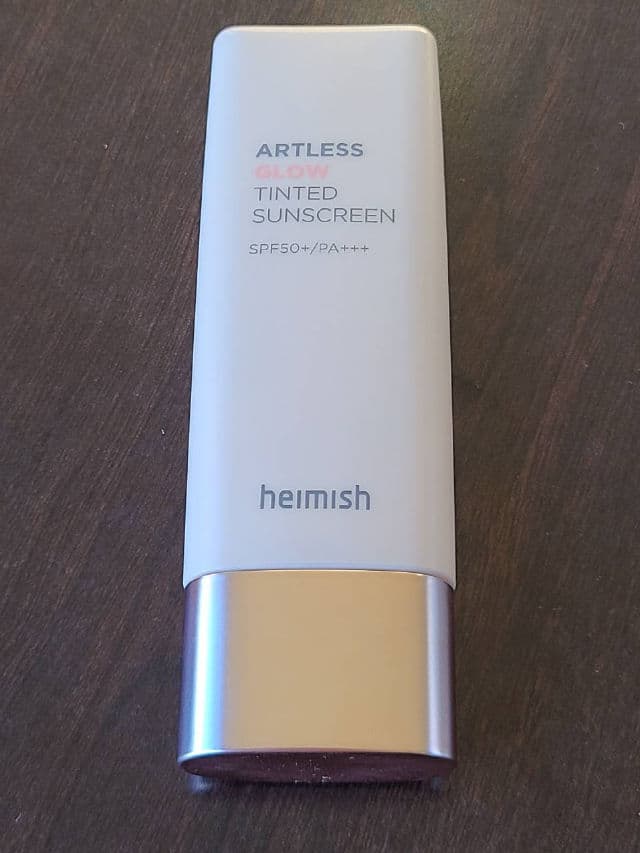 ARTLESS
GLOW
TINTED
SUNSCREEN
SPF50+/PA+++
heimish